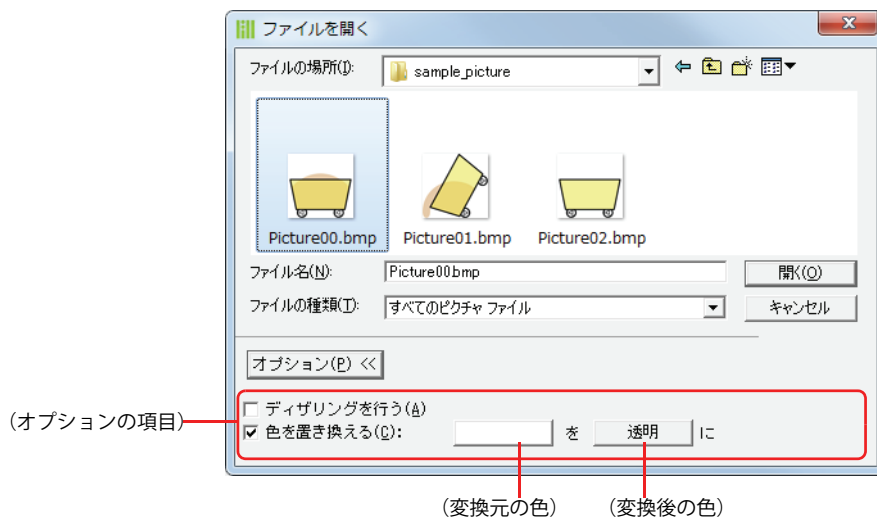 ファイルを開く
ファイルの場所(I):
sample_picture
Picture00.bmp
Picture01.bmp
Picture02.bmp
ファイル名(N):
Picture00.bmp
開く(O)
ファイルの種類(T):
すべてのピクチャ ファイル
キャンセル
オプション(P) <<
(オプションの項目)
ディザリングを行う(A)
色を置き換える(C): を 透明 に
(変換元の色) (変換後の色)